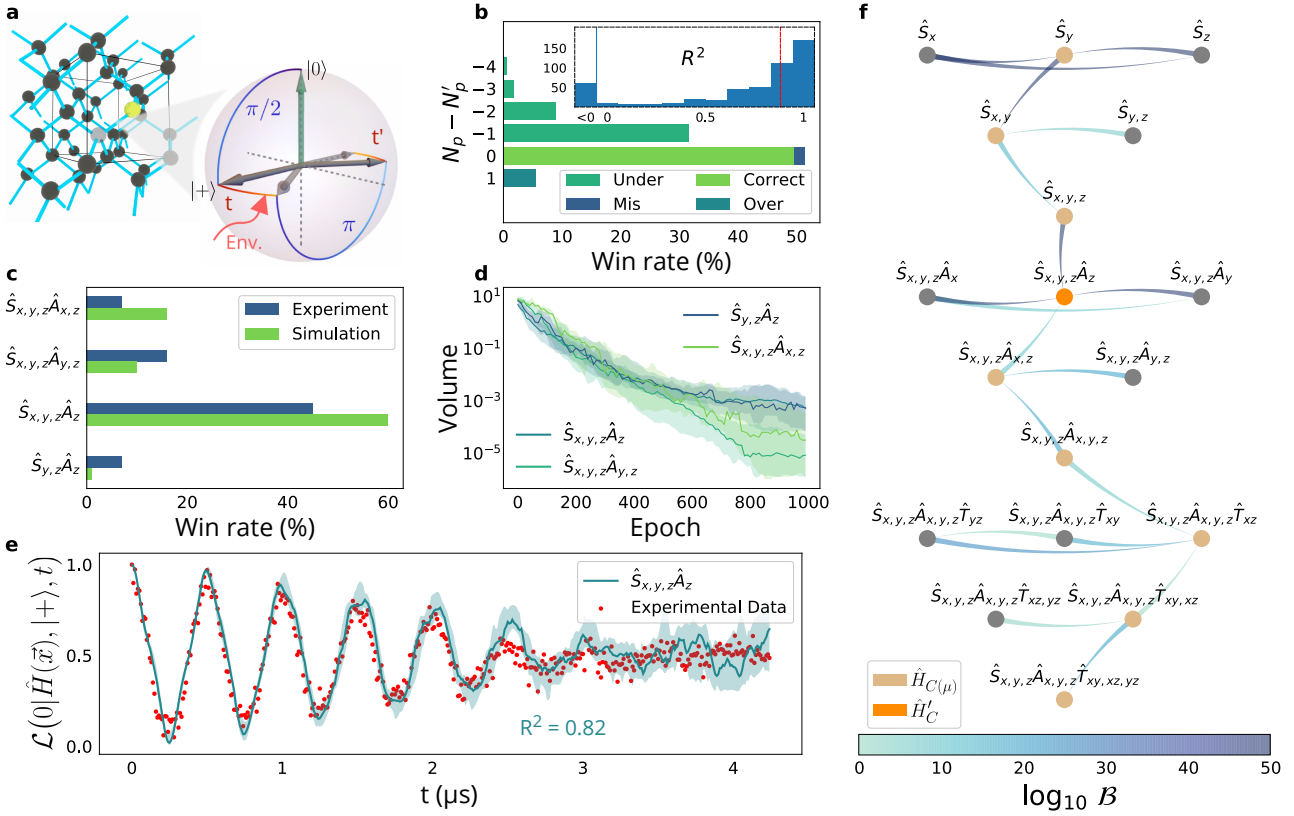 a
|0⟩
π/2
t'
|+⟩
t
π
Env.
b
N_p − N'_p
−4
−3
−2
−1
0
1
R²
150
100
50
<0
0
0.5
1
Under
Correct
Mis
Over
0
10
20
30
40
50
Win rate (%)
c
Ŝ_{x,y,z}Â_{x,z}
Ŝ_{x,y,z}Â_{y,z}
Ŝ_{x,y,z}Â_z
Ŝ_{y,z}Â_z
Experiment
Simulation
0
20
40
60
Win rate (%)
d
Volume
10¹
10⁻¹
10⁻³
10⁻⁵
Ŝ_{y,z}Â_z
Ŝ_{x,y,z}Â_{x,z}
Ŝ_{x,y,z}Â_z
Ŝ_{x,y,z}Â_{y,z}
0
200
400
600
800
1000
Epoch
e
ℒ(0|Ĥ(x⃗), |+⟩, t)
1.0
0.5
0.0
Ŝ_{x,y,z}Â_z
Experimental Data
R² = 0.82
0
1
2
3
4
t (μs)
f
Ŝ_x
Ŝ_y
Ŝ_z
Ŝ_{x,y}
Ŝ_{y,z}
Ŝ_{x,y,z}
Ŝ_{x,y,z}Â_x
Ŝ_{x,y,z}Â_z
Ŝ_{x,y,z}Â_y
Ŝ_{x,y,z}Â_{x,z}
Ŝ_{x,y,z}Â_{y,z}
Ŝ_{x,y,z}Â_{x,y,z}
Ŝ_{x,y,z}Â_{x,y,z}T̂_{yz}
Ŝ_{x,y,z}Â_{x,y,z}T̂_{xy}
Ŝ_{x,y,z}Â_{x,y,z}T̂_{xz}
Ŝ_{x,y,z}Â_{x,y,z}T̂_{xz,yz}
Ŝ_{x,y,z}Â_{x,y,z}T̂_{xy,xz}
Ŝ_{x,y,z}Â_{x,y,z}T̂_{xy,xz,yz}
Ĥ_{C(μ)}
Ĥ'_C
0
10
20
30
40
50
log₁₀ ℬ